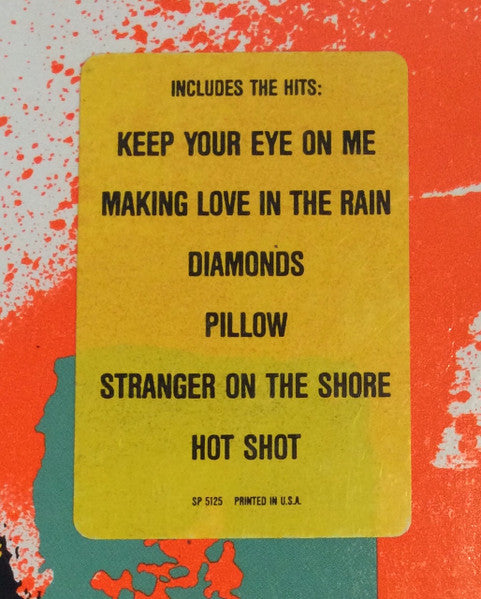 INCLUDES THE HITS:
KEEP YOUR EYE ON ME
MAKING LOVE IN THE RAIN
DIAMONDS
PILLOW
STRANGER ON THE SHORE
HOT SHOT
SP 5125 PRINTED IN U.S.A.